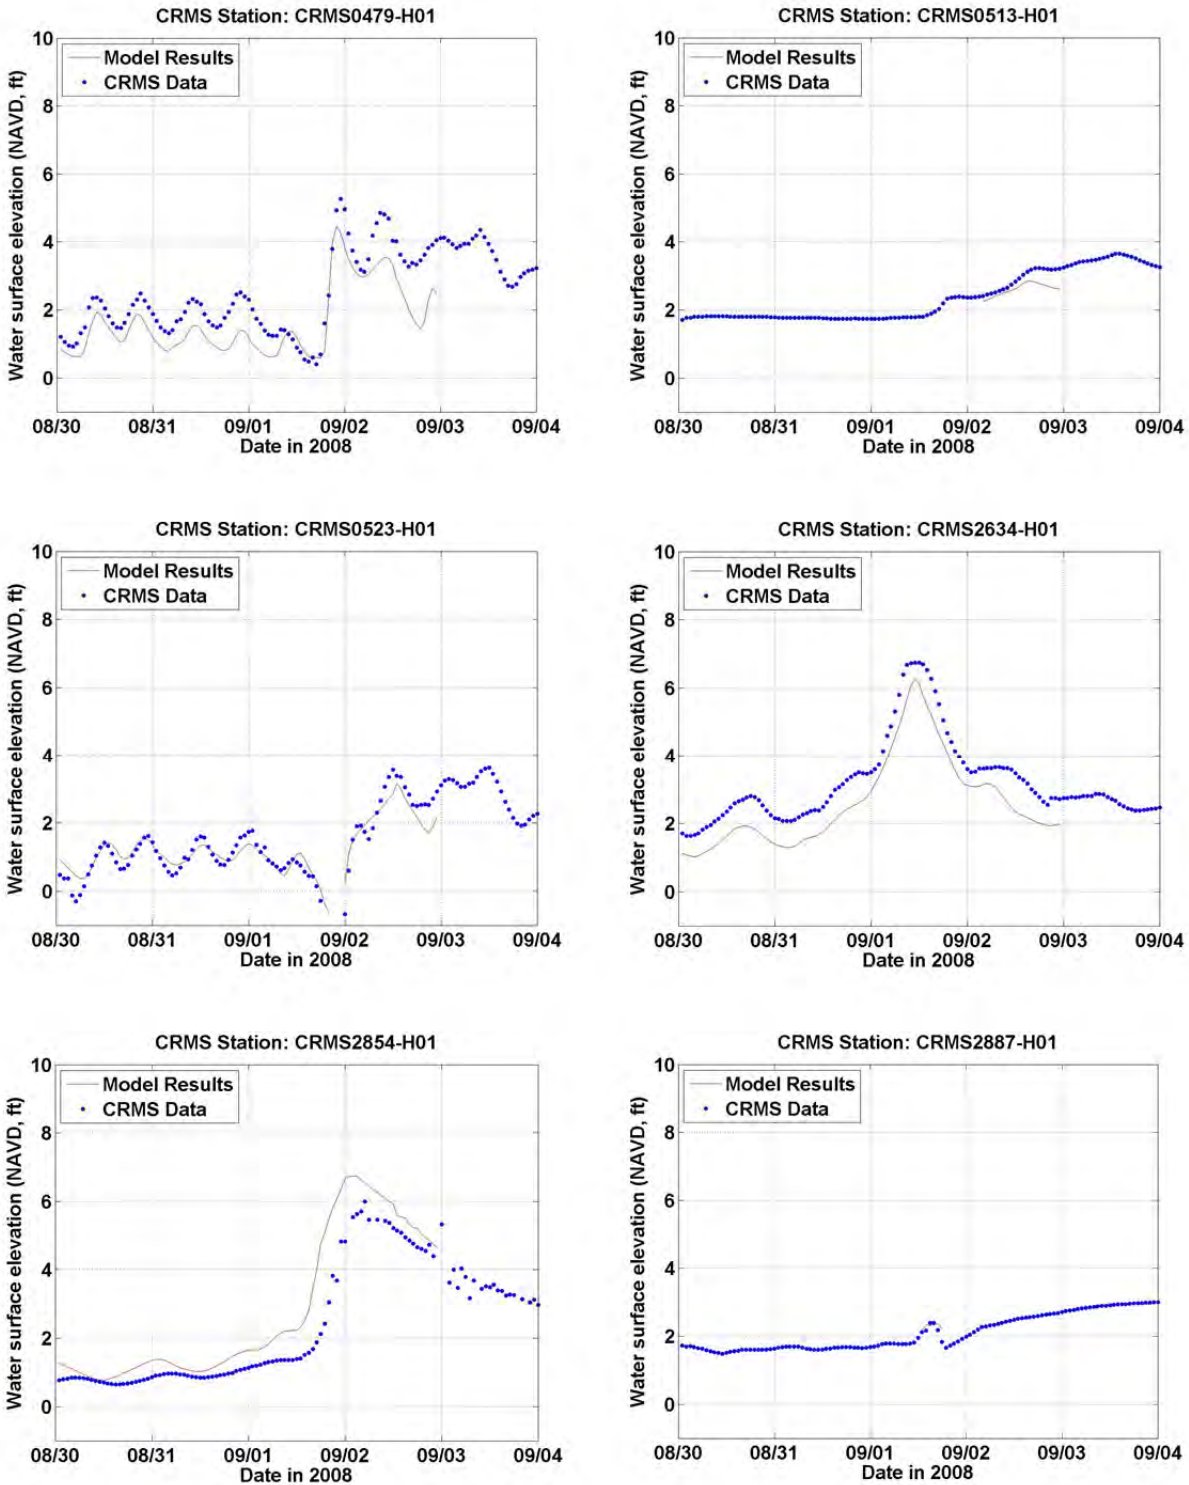 CRMS Station: CRMS0479-H01
Water surface elevation (NAVD, ft)
10
8
6
4
2
0
Model Results
CRMS Data
08/30 08/31 09/01 09/02 09/03 09/04
Date in 2008
CRMS Station: CRMS0513-H01
Water surface elevation (NAVD, ft)
10
8
6
4
2
0
Model Results
CRMS Data
08/30 08/31 09/01 09/02 09/03 09/04
Date in 2008
CRMS Station: CRMS0523-H01
Water surface elevation (NAVD, ft)
10
8
6
4
2
0
Model Results
CRMS Data
08/30 08/31 09/01 09/02 09/03 09/04
Date in 2008
CRMS Station: CRMS2634-H01
Water surface elevation (NAVD, ft)
10
8
6
4
2
0
Model Results
CRMS Data
08/30 08/31 09/01 09/02 09/03 09/04
Date in 2008
CRMS Station: CRMS2854-H01
Water surface elevation (NAVD, ft)
10
8
6
4
2
0
Model Results
CRMS Data
08/30 08/31 09/01 09/02 09/03 09/04
Date in 2008
CRMS Station: CRMS2887-H01
Water surface elevation (NAVD, ft)
10
8
6
4
2
0
Model Results
CRMS Data
08/30 08/31 09/01 09/02 09/03 09/04
Date in 2008